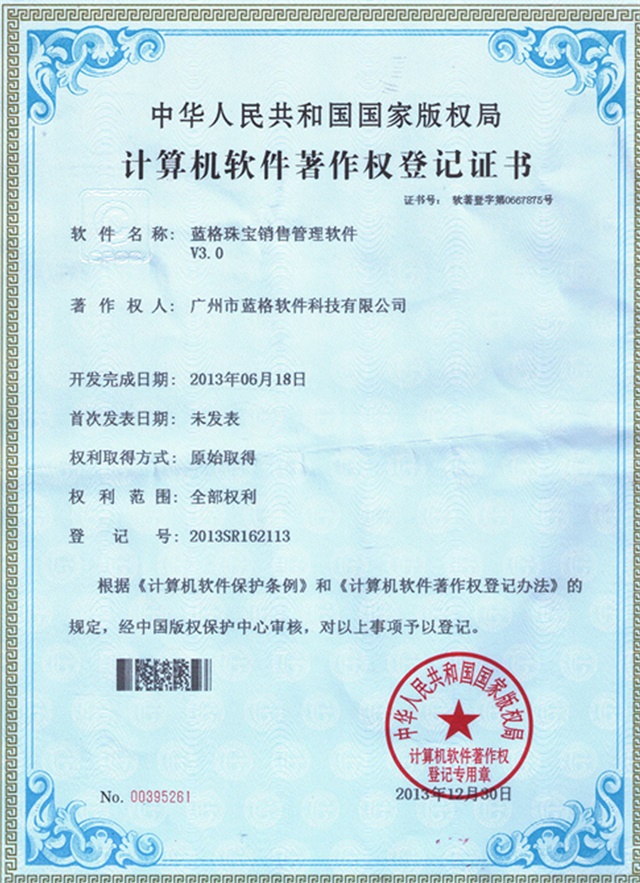 中华人民共和国国家版权局
计算机软件著作权登记证书
证书号： 软著登字第0667875号
软件名称： 蓝格珠宝销售管理软件
V3.0
著作权人： 广州市蓝格软件科技有限公司
开发完成日期： 2013年06月18日
首次发表日期： 未发表
权利取得方式： 原始取得
权利范围： 全部权利
登记号： 2013SR162113
根据《计算机软件保护条例》和《计算机软件著作权登记办法》的
规定，经中国版权保护中心审核，对以上事项予以登记。
中华人民共和国国家版权局
计算机软件著作权
登记专用章
No. 00395261
2013年12月30日